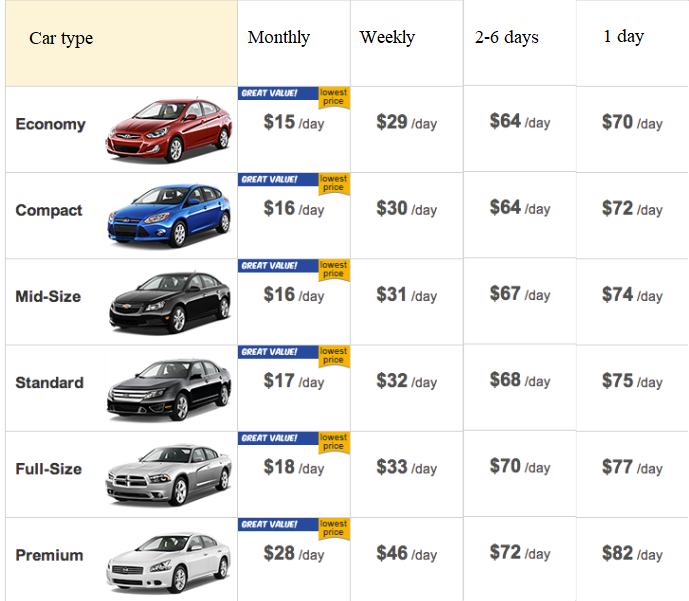 Car type Monthly Weekly 2-6 days 1 day
GREAT VALUE! lowest price
Economy $15 /day $29 /day $64 /day $70 /day
GREAT VALUE! lowest price
Compact $16 /day $30 /day $64 /day $72 /day
GREAT VALUE! lowest price
Mid-Size $16 /day $31 /day $67 /day $74 /day
GREAT VALUE! lowest price
Standard $17 /day $32 /day $68 /day $75 /day
GREAT VALUE! lowest price
Full-Size $18 /day $33 /day $70 /day $77 /day
GREAT VALUE! lowest price
Premium $28 /day $46 /day $72 /day $82 /day